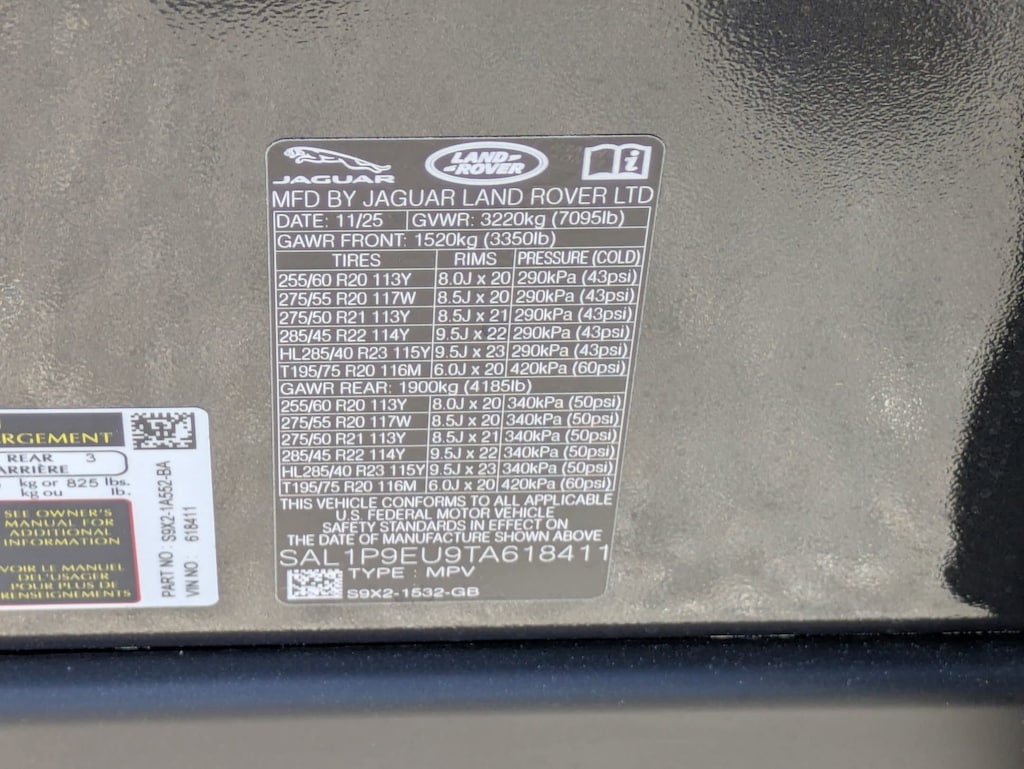 JAGUAR LAND-ROVER
MFD BY JAGUAR LAND ROVER LTD
DATE: 11/25 GVWR: 3220kg (7095lb)
GAWR FRONT: 1520kg (3350lb)
TIRES RIMS PRESSURE (COLD)
255/60 R20 113Y 8.0J x 20 290kPa (43psi)
275/55 R20 117W 8.5J x 20 290kPa (43psi)
275/50 R21 113Y 8.5J x 21 290kPa (43psi)
285/45 R22 114Y 9.5J x 22 290kPa (43psi)
HL285/40 R23 115Y 9.5J x 23 290kPa (43psi)
T195/75 R20 116M 6.0J x 20 420kPa (60psi)
GAWR REAR: 1900kg (4185lb)
255/60 R20 113Y 8.0J x 20 340kPa (50psi)
275/55 R20 117W 8.5J x 20 340kPa (50psi)
275/50 R21 113Y 8.5J x 21 340kPa (50psi)
285/45 R22 114Y 9.5J x 22 340kPa (50psi)
HL285/40 R23 115Y 9.5J x 23 340kPa (50psi)
T195/75 R20 116M 6.0J x 20 420kPa (60psi)
THIS VEHICLE CONFORMS TO ALL APPLICABLE
U.S. FEDERAL MOTOR VEHICLE
SAFETY STANDARDS IN EFFECT ON
THE DATE OF MANUFACTURE SHOWN ABOVE
SAL1P9EU9TA618411
TYPE : MPV
S9X2-1532-GB
REAR 3
kg or 825 lbs.
kg ou lb.
SEE OWNER'S
MANUAL FOR
ADDITIONAL
INFORMATION
VOIR LE MANUEL
DEL'USAGER
POUR PLUS DE
RENSEIGNEMENTS
PART NO : S9X2-1A552-BA
VIN NO : 618411